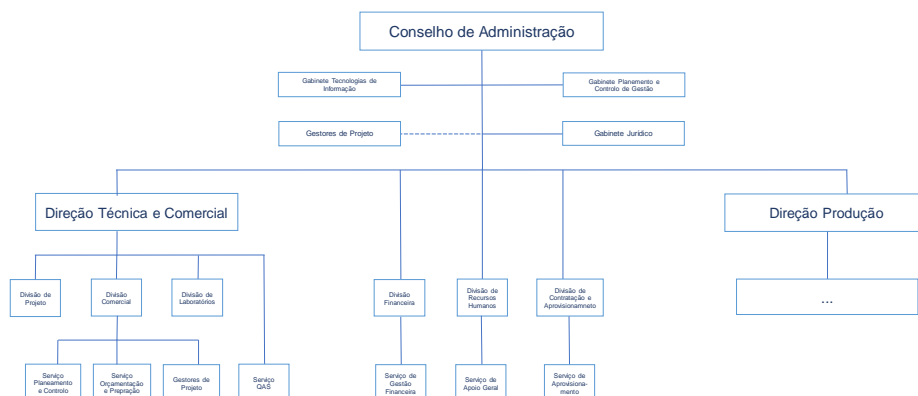 Conselho de Administração
Gabinete Tecnologias de
Informação
Gabinete Planamento e
Controlo de Gestão
Gestores de Projeto
Gabinete Jurídico
Direção Técnica e Comercial
Direção Produção
Divisão de
Projeto
Divisão
Comercial
Divisão de
Laboratórios
Divisão
Financeira
Divisão de
Recursos
Humanos
Divisão de
Contratação e
Aprovisionamneto
...
Serviço
Planeamento
e Controlo
Serviço
Orçamentação
e Prepração
Gestores de
Projeto
Serviço
QAS
Serviço de
Gestão
Financeira
Serviço de
Apoio Geral
Serviço de
Aprovisiona-
mento